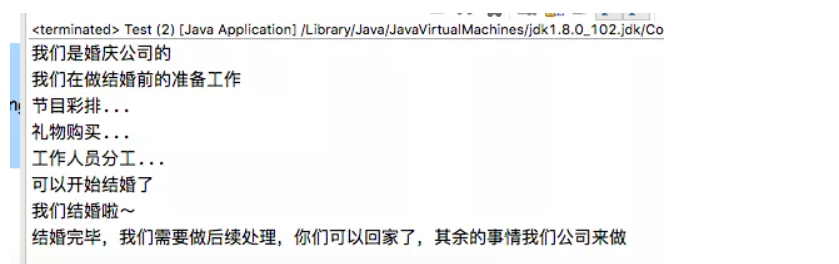 <terminated> Test (2) [Java Application] /Library/Java/JavaVirtualMachines/jdk1.8.0_102.jdk/Co
我们是婚庆公司的
我们在做结婚前的准备工作
节目彩排...
礼物购买...
工作人员分工...
可以开始结婚了
我们结婚啦～
结婚完毕，我们需要做后续处理，你们可以回家了，其余的事情我们公司来做